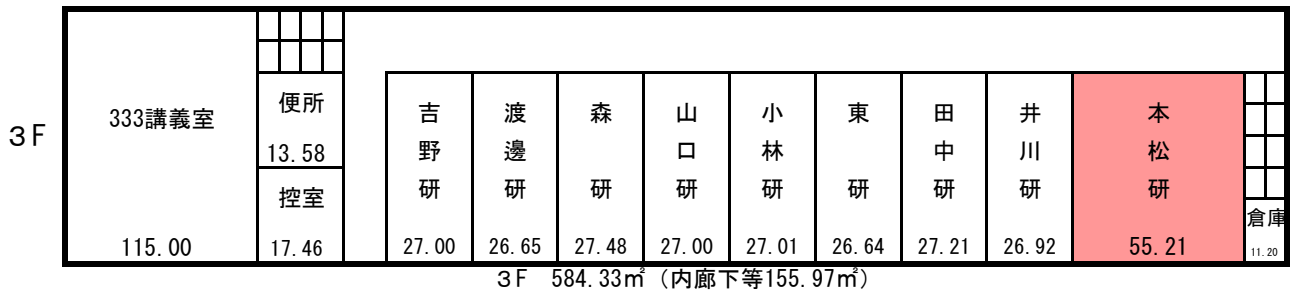 ３F
333講義室
115.00
便所
13.58
控室
17.46
吉野研
27.00
渡邊研
26.65
森研
27.48
山口研
27.00
小林研
27.01
東研
26.64
田中研
27.21
井川研
26.92
本松研
55.21
倉庫
11.20
３F 584.33㎡（内廊下等155.97㎡）